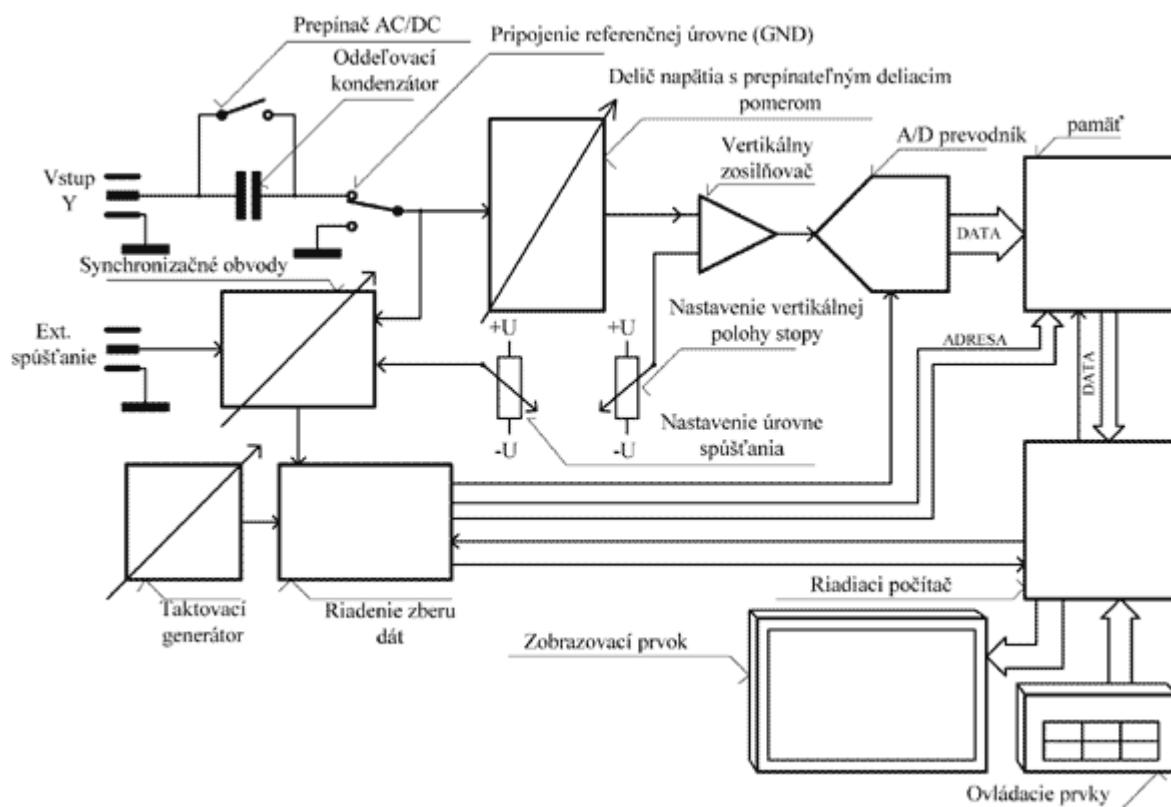 Prepínač AC/DC
Pripojenie referenčnej úrovne (GND)
Oddeľovací
kondenzátor
Delič napätia s prepínateľným deliacim
pomerom
Vertikálny
zosilňovač
A/D prevodník
pamäť
Vstup
Y
DATA
Synchronizačné obvody
Ext.
spúšťanie
+U
+U
Nastavenie vertikálnej
polohy stopy
ADRESA
DATA
-U
-U
Nastavenie úrovne
spúšťania
Taktovací
generátor
Riadenie zberu
dát
Riadiaci počítač
Zobrazovací prvok
Ovládacie prvky